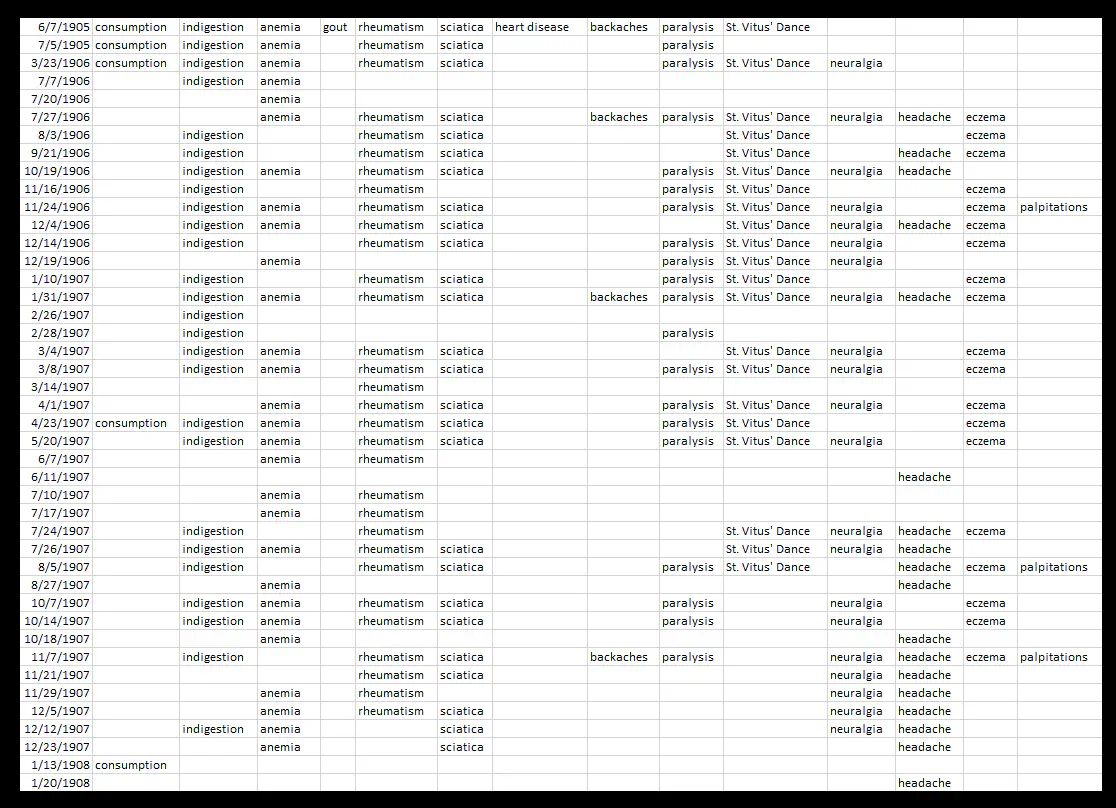 6/7/1905 consumption indigestion anemia gout rheumatism sciatica heart disease backaches paralysis St. Vitus' Dance
7/5/1905 consumption indigestion anemia rheumatism sciatica paralysis
3/23/1906 consumption indigestion anemia rheumatism sciatica paralysis St. Vitus' Dance neuralgia
7/7/1906 indigestion anemia
7/20/1906 anemia
7/27/1906 anemia rheumatism sciatica backaches paralysis St. Vitus' Dance neuralgia headache eczema
8/3/1906 indigestion rheumatism sciatica St. Vitus' Dance eczema
9/21/1906 indigestion rheumatism sciatica St. Vitus' Dance headache eczema
10/19/1906 indigestion anemia rheumatism sciatica paralysis St. Vitus' Dance neuralgia headache
11/16/1906 indigestion rheumatism paralysis St. Vitus' Dance eczema
11/24/1906 indigestion anemia rheumatism sciatica paralysis St. Vitus' Dance neuralgia eczema palpitations
12/4/1906 indigestion anemia rheumatism sciatica St. Vitus' Dance neuralgia headache eczema
12/14/1906 indigestion rheumatism sciatica paralysis St. Vitus' Dance neuralgia eczema
12/19/1906 anemia paralysis St. Vitus' Dance neuralgia
1/10/1907 indigestion rheumatism sciatica paralysis St. Vitus' Dance eczema
1/31/1907 indigestion anemia rheumatism sciatica backaches paralysis St. Vitus' Dance neuralgia headache eczema
2/26/1907 indigestion
2/28/1907 indigestion paralysis
3/4/1907 indigestion anemia rheumatism sciatica St. Vitus' Dance neuralgia eczema
3/8/1907 indigestion anemia rheumatism sciatica paralysis St. Vitus' Dance neuralgia eczema
3/14/1907 rheumatism
4/1/1907 anemia rheumatism sciatica paralysis St. Vitus' Dance neuralgia eczema
4/23/1907 consumption indigestion anemia rheumatism sciatica paralysis St. Vitus' Dance eczema
5/20/1907 indigestion anemia rheumatism sciatica paralysis St. Vitus' Dance neuralgia eczema
6/7/1907 anemia rheumatism
6/11/1907 headache
7/10/1907 anemia rheumatism
7/17/1907 anemia rheumatism
7/24/1907 indigestion rheumatism St. Vitus' Dance neuralgia headache eczema
7/26/1907 indigestion anemia rheumatism sciatica St. Vitus' Dance neuralgia headache
8/5/1907 indigestion rheumatism sciatica paralysis St. Vitus' Dance headache eczema palpitations
8/27/1907 anemia headache
10/7/1907 indigestion anemia rheumatism sciatica paralysis neuralgia eczema
10/14/1907 indigestion anemia rheumatism sciatica paralysis neuralgia eczema
10/18/1907 anemia headache
11/7/1907 indigestion rheumatism sciatica backaches paralysis neuralgia headache eczema palpitations
11/21/1907 rheumatism sciatica neuralgia headache
11/29/1907 anemia rheumatism neuralgia headache
12/5/1907 anemia rheumatism sciatica neuralgia headache
12/12/1907 indigestion anemia sciatica neuralgia headache
12/23/1907 anemia sciatica headache
1/13/1908 consumption
1/20/1908 headache